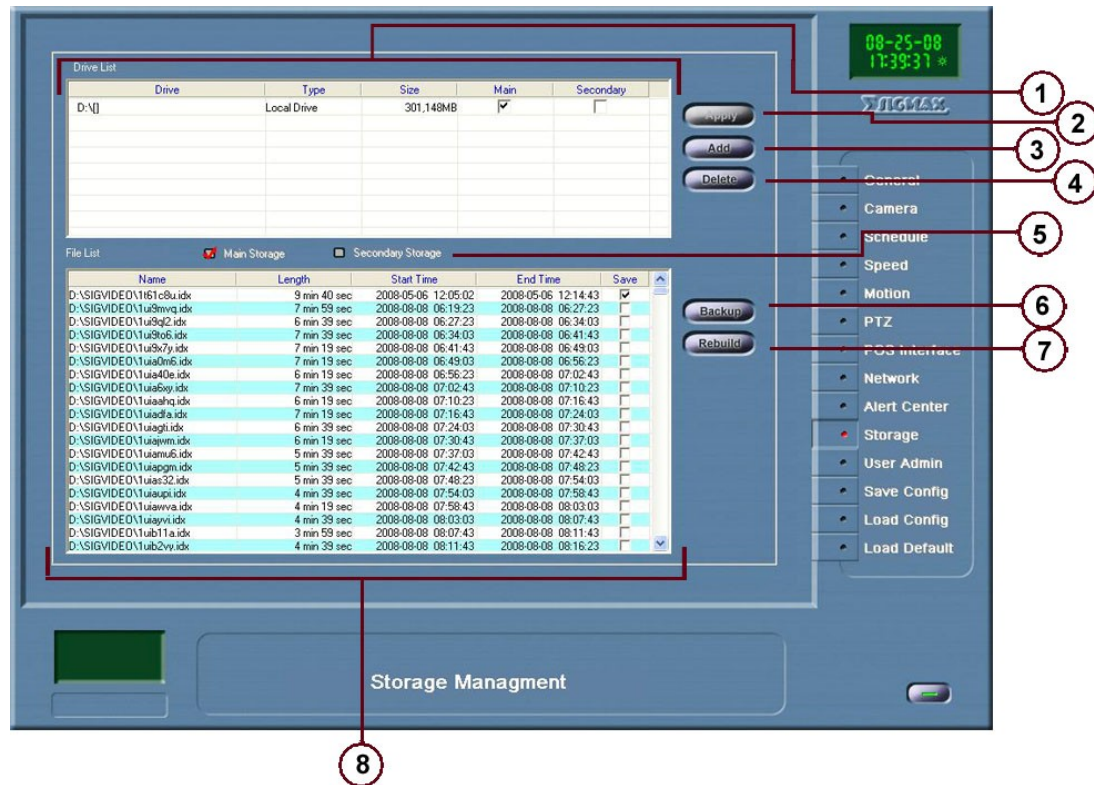 08-25-08
17:39:37
SIGMAX.
Drive List
Drive Type Size Main Secondary
D:\[] Local Drive 301,148MB
Apply
Add
Delete
1
2
3
4
5
6
7
8
General
Camera
Schedule
Speed
Motion
PTZ
POS Interface
Network
Alert Center
Storage
User Admin
Save Config
Load Config
Load Default
File List Main Storage Secondary Storage
Name Length Start Time End Time Save
D:\SIGVIDEO\1t61c8u.idx 9 min 40 sec 2008-05-06 12:05:02 2008-05-06 12:14:43
D:\SIGVIDEO\1ui9mvq.idx 7 min 59 sec 2008-08-08 06:19:23 2008-08-08 06:27:23
D:\SIGVIDEO\1ui9ql2.idx 6 min 39 sec 2008-08-08 06:27:23 2008-08-08 06:34:03
D:\SIGVIDEO\1ui9to6.idx 7 min 39 sec 2008-08-08 06:34:03 2008-08-08 06:41:43
D:\SIGVIDEO\1ui9x7y.idx 7 min 19 sec 2008-08-08 06:41:43 2008-08-08 06:49:03
D:\SIGVIDEO\1uia0m6.idx 7 min 19 sec 2008-08-08 06:49:03 2008-08-08 06:56:23
D:\SIGVIDEO\1uia40e.idx 6 min 19 sec 2008-08-08 06:56:23 2008-08-08 07:02:43
D:\SIGVIDEO\1uia6xy.idx 7 min 39 sec 2008-08-08 07:02:43 2008-08-08 07:10:23
D:\SIGVIDEO\1uiaahq.idx 6 min 19 sec 2008-08-08 07:10:23 2008-08-08 07:16:43
D:\SIGVIDEO\1uiadfa.idx 7 min 19 sec 2008-08-08 07:16:43 2008-08-08 07:24:03
D:\SIGVIDEO\1uiagti.idx 6 min 39 sec 2008-08-08 07:24:03 2008-08-08 07:30:43
D:\SIGVIDEO\1uiajwm.idx 6 min 19 sec 2008-08-08 07:30:43 2008-08-08 07:37:03
D:\SIGVIDEO\1uiamu6.idx 5 min 39 sec 2008-08-08 07:37:03 2008-08-08 07:42:43
D:\SIGVIDEO\1uiapgm.idx 5 min 39 sec 2008-08-08 07:42:43 2008-08-08 07:48:23
D:\SIGVIDEO\1uias32.idx 5 min 39 sec 2008-08-08 07:48:23 2008-08-08 07:54:03
D:\SIGVIDEO\1uiaupi.idx 4 min 39 sec 2008-08-08 07:54:03 2008-08-08 07:58:43
D:\SIGVIDEO\1uiawva.idx 4 min 19 sec 2008-08-08 07:58:43 2008-08-08 08:03:03
D:\SIGVIDEO\1uiayvi.idx 4 min 39 sec 2008-08-08 08:03:03 2008-08-08 08:07:43
D:\SIGVIDEO\1uib11a.idx 3 min 59 sec 2008-08-08 08:07:43 2008-08-08 08:11:43
D:\SIGVIDEO\1uib2vy.idx 4 min 39 sec 2008-08-08 08:11:43 2008-08-08 08:16:23
Backup
Rebuild
Storage Managment